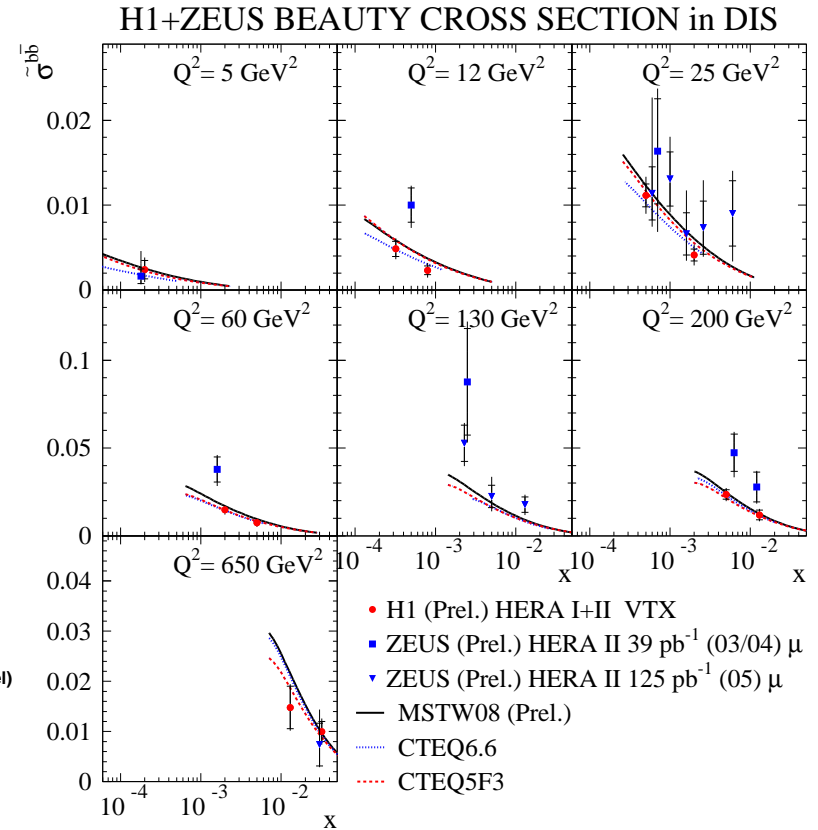 H1+ZEUS BEAUTY CROSS SECTION in DIS
σ̃^bb̄
Q²= 5 GeV² Q²= 12 GeV² Q²= 25 GeV²
0.02
0.01
0
Q²= 60 GeV² Q²= 130 GeV² Q²= 200 GeV²
0.1
0.05
0
10⁻⁴ 10⁻³ 10⁻² 10⁻⁴ 10⁻³ 10⁻²
x x
Q²= 650 GeV²
0.04
0.03
0.02
0.01
0
10⁻⁴ 10⁻³ 10⁻²
x
el)
H1 (Prel.) HERA I+II VTX
ZEUS (Prel.) HERA II 39 pb⁻¹ (03/04) μ
ZEUS (Prel.) HERA II 125 pb⁻¹ (05) μ
MSTW08 (Prel.)
CTEQ6.6
CTEQ5F3